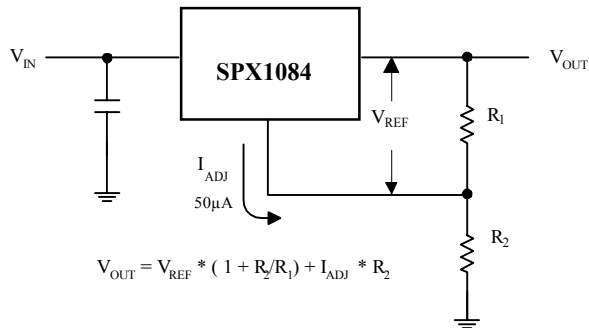 V_IN
SPX1084
V_OUT
V_REF
R_1
I_ADJ
50µA
R_2
V_OUT = V_REF * ( 1 + R_2/R_1) + I_ADJ * R_2